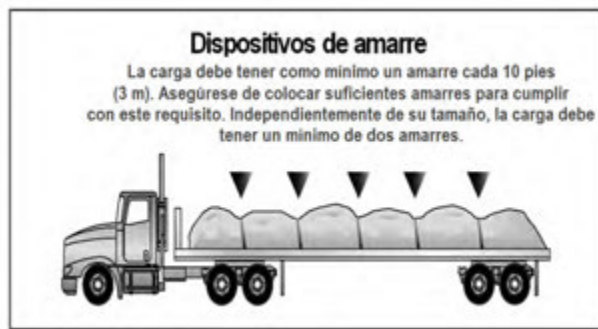 Dispositivos de amarre
La carga debe tener como mínimo un amarre cada 10 pies
(3 m). Asegúrese de colocar suficientes amarres para cumplir
con este requisito. Independientemente de su tamaño, la carga debe
tener un mínimo de dos amarres.